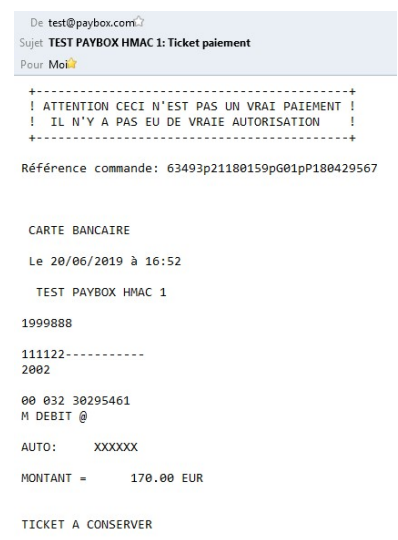 De test@paybox.com
Sujet TEST PAYBOX HMAC 1: Ticket paiement
Pour Moi
+-------------------------------------------+
! ATTENTION CECI N'EST PAS UN VRAI PAIEMENT !
! IL N'Y A PAS EU DE VRAIE AUTORISATION !
+-------------------------------------------+
Référence commande: 63493p21180159pG01pP180429567
CARTE BANCAIRE
Le 20/06/2019 à 16:52
TEST PAYBOX HMAC 1
1999888
111122-----------
2002
00 032 30295461
M DEBIT @
AUTO: XXXXXX
MONTANT = 170.00 EUR
TICKET A CONSERVER